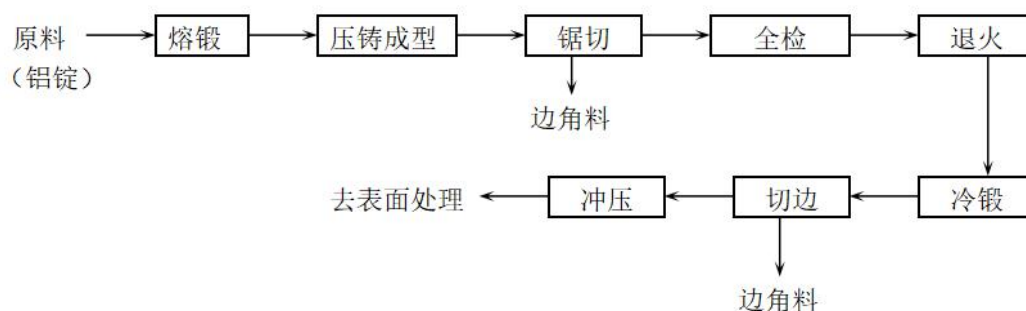 原料
（铝锭）
熔锻
压铸成型
锯切
全检
退火
边角料
去表面处理
冲压
切边
冷锻
边角料